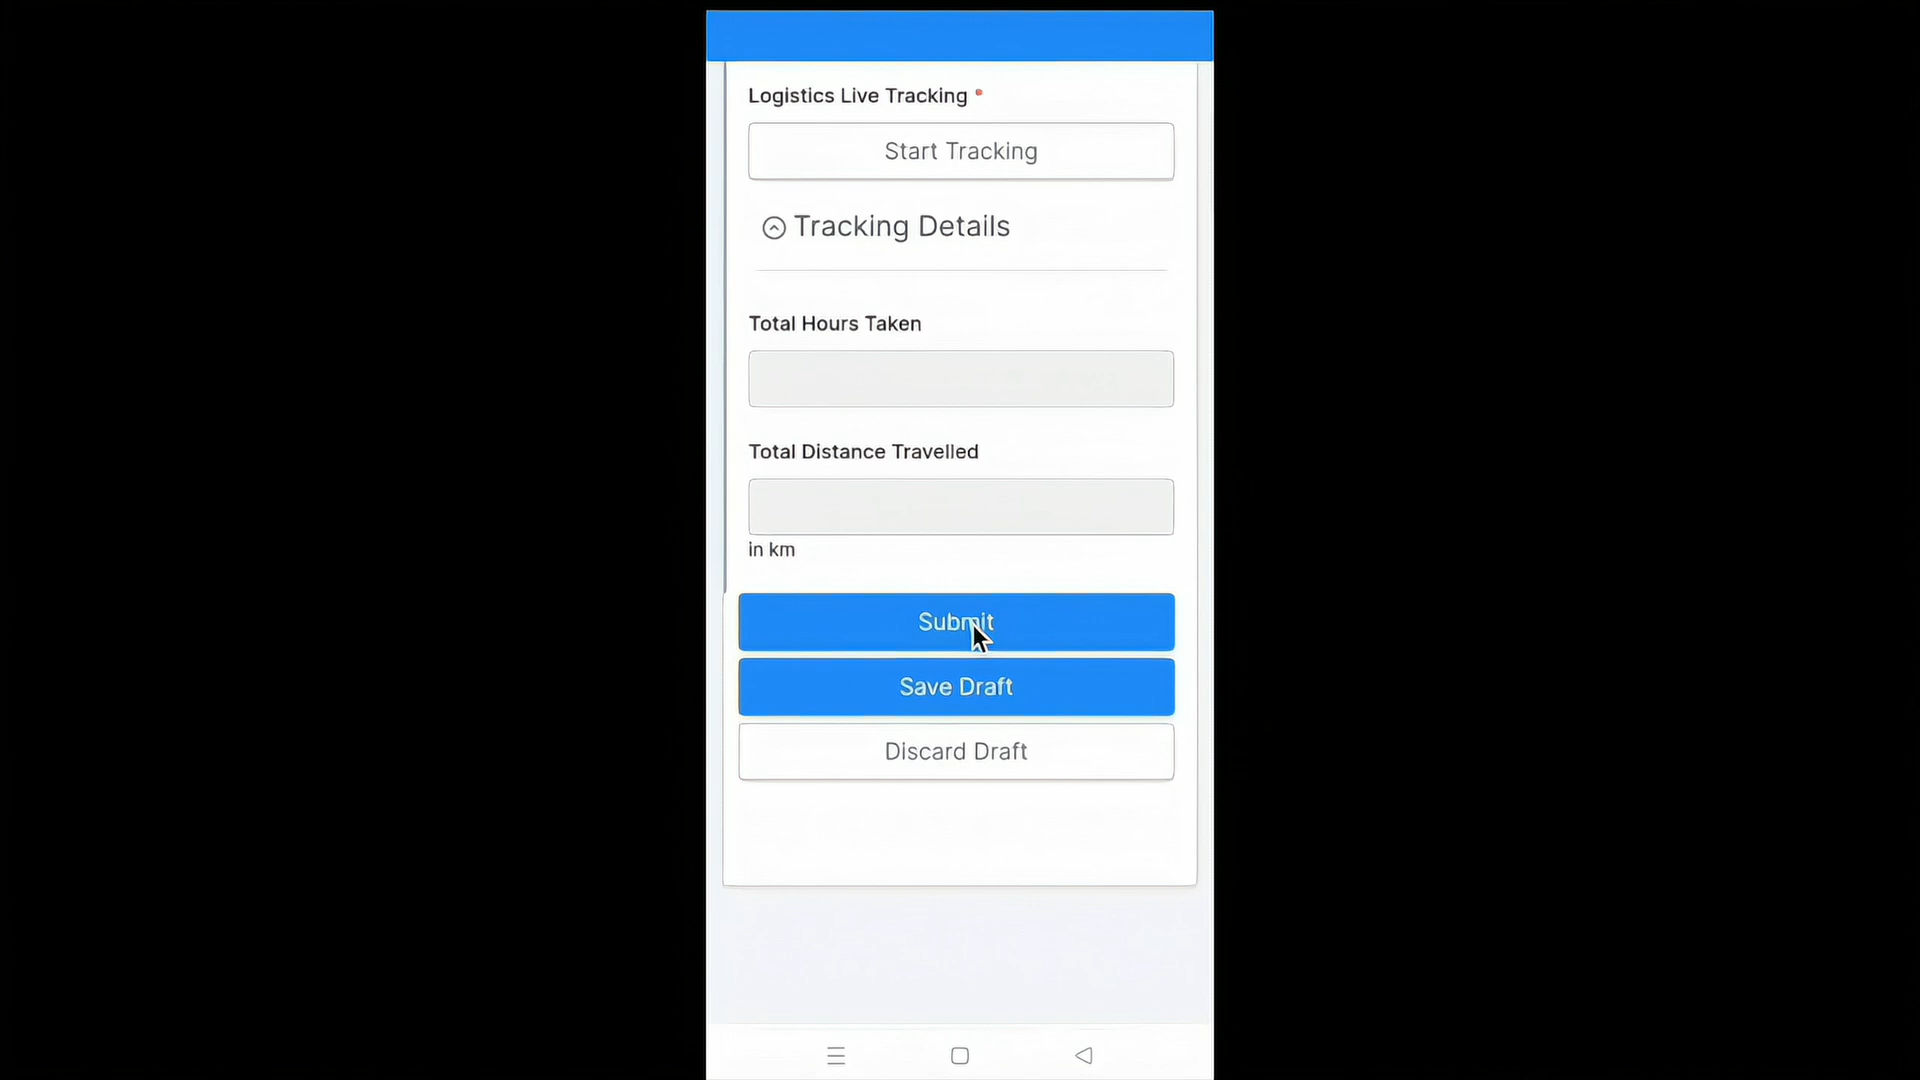 Logistics Live Tracking *
Start Tracking
Tracking Details
Total Hours Taken
Total Distance Travelled
in km
Submit
Save Draft
Discard Draft